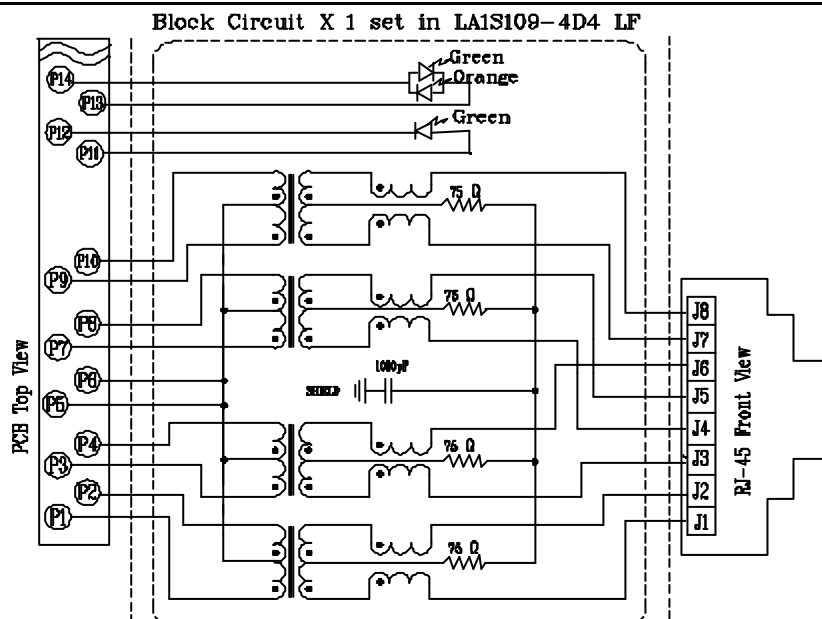 Block Circuit X 1 set in LA1S109-4D4 LF
P14
Green
Orange
P13
P12
Green
P11
75 Ω
P10
P9
75 Ω
P8
P7
P6
1000pF
SHIELD
P5
P4
75 Ω
P3
P2
P1
75 Ω
PCB Top View
J8
J7
J6
J5
J4
J3
J2
J1
RJ-45 Front View